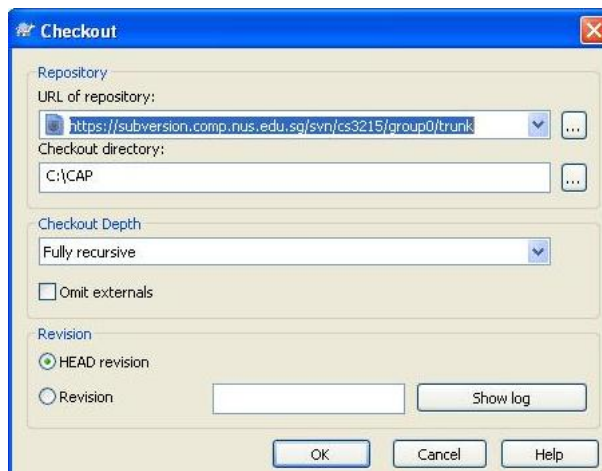 Checkout
Repository
URL of repository:
https://subversion.comp.nus.edu.sg/svn/cs3215/group0/trunk
...
Checkout directory:
C:\CAP
...
Checkout Depth
Fully recursive
Omit externals
Revision
HEAD revision
Revision
Show log
OK Cancel Help